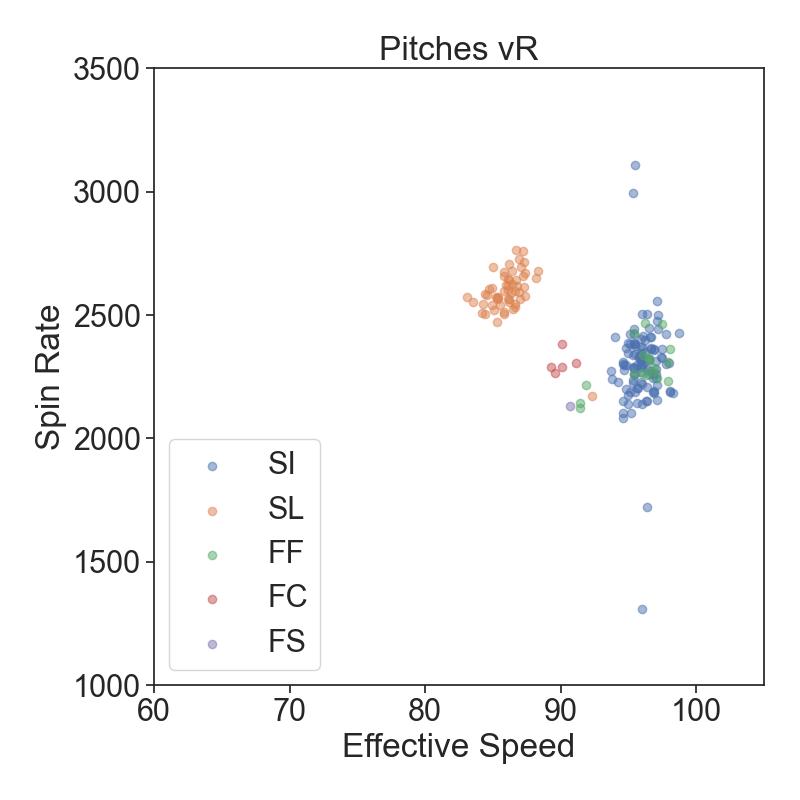 Pitches vR
3500
3000
2500
2000
1500
1000
Spin Rate
SI
SL
FF
FC
FS
60 70 80 90 100
Effective Speed